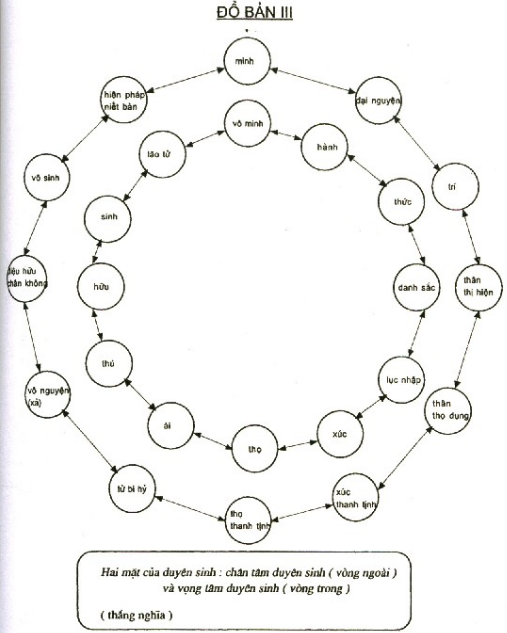 ĐỒ BẢN III
minh
đại nguyện
trí
thân
thị hiện
thân
thọ dụng
xúc
thanh tịnh
thọ
thanh tịnh
từ bi hỷ
vô nguyện
(xả)
diệu hữu
chân không
vô sinh
hiện pháp
niết bàn
vô minh
hành
thức
danh sắc
lục nhập
xúc
thọ
ái
thủ
hữu
sinh
lão tử
Hai mặt của duyên sinh : chân tâm duyên sinh ( vòng ngoài )
và vọng tâm duyên sinh ( vòng trong )
( thắng nghĩa )